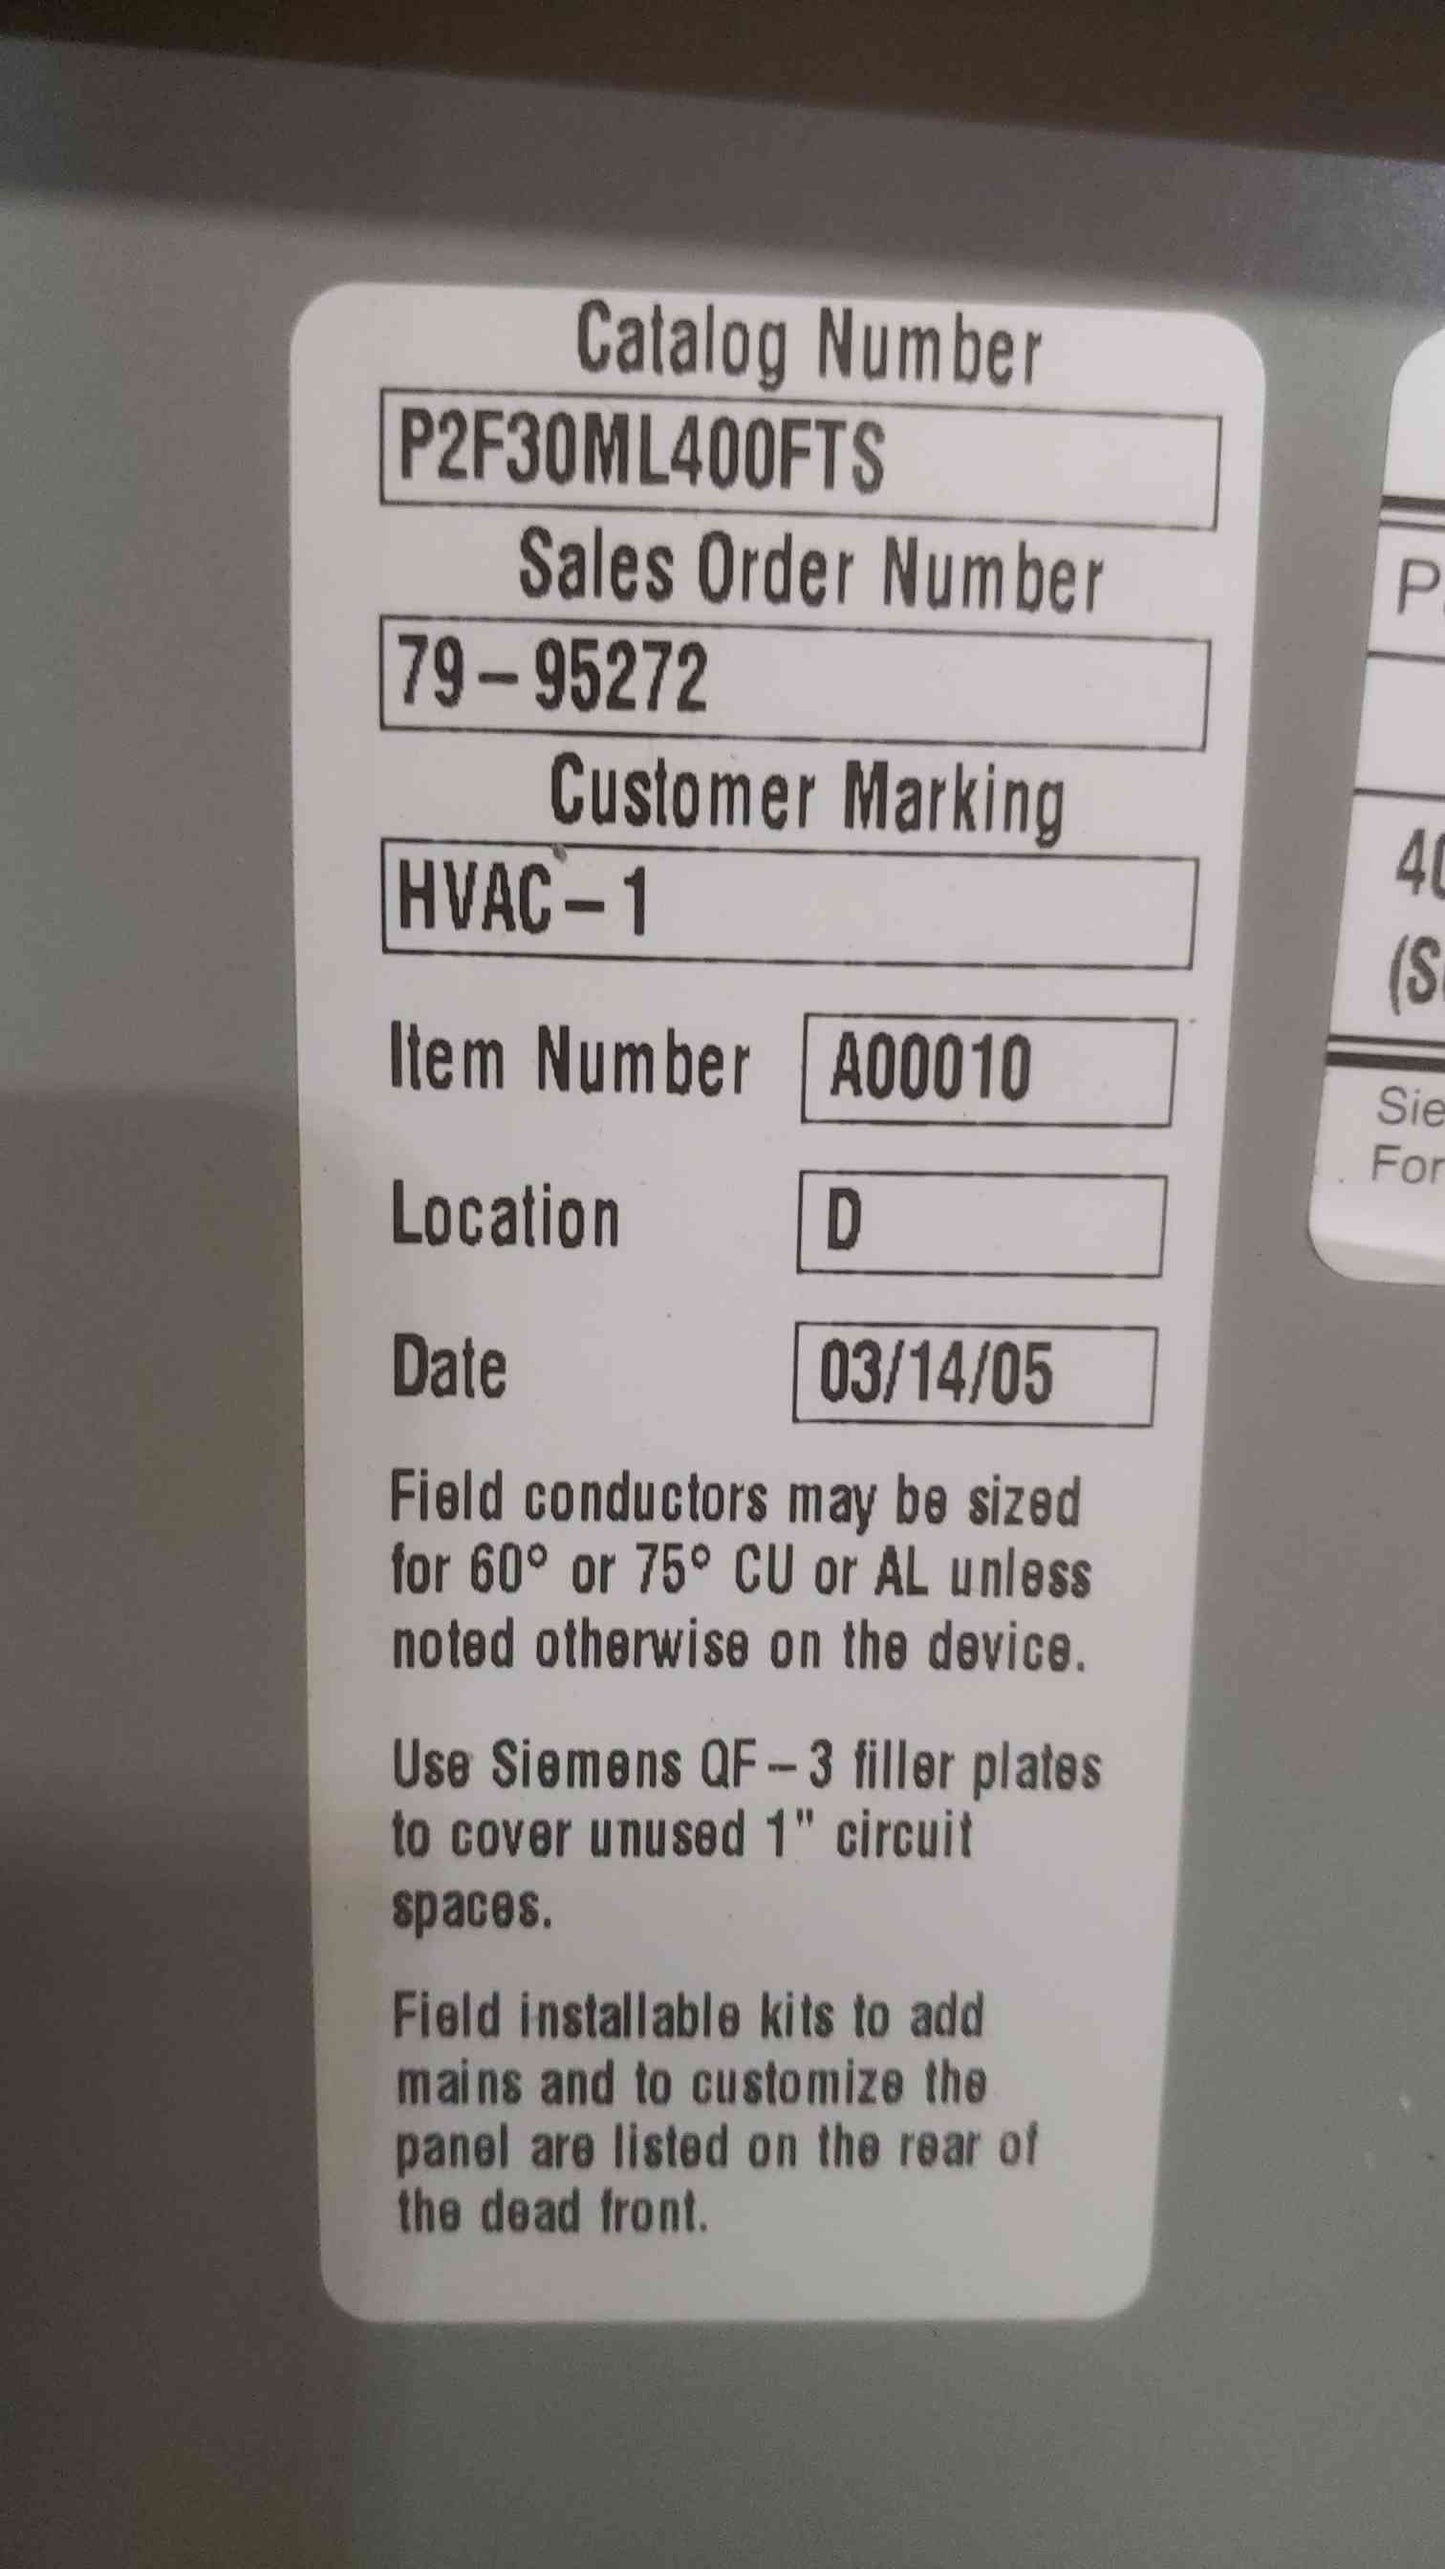 Catalog Number
P2F30ML400FTS
Sales Order Number
79-95272
Customer Marking
HVAC-1
Item Number A00010
Location D
Date 03/14/05
Field conductors may be sized
for 60° or 75° CU or AL unless
noted otherwise on the device.
Use Siemens QF-3 filler plates
to cover unused 1" circuit
spaces.
Field installable kits to add
mains and to customize the
panel are listed on the rear of
the dead front.
For